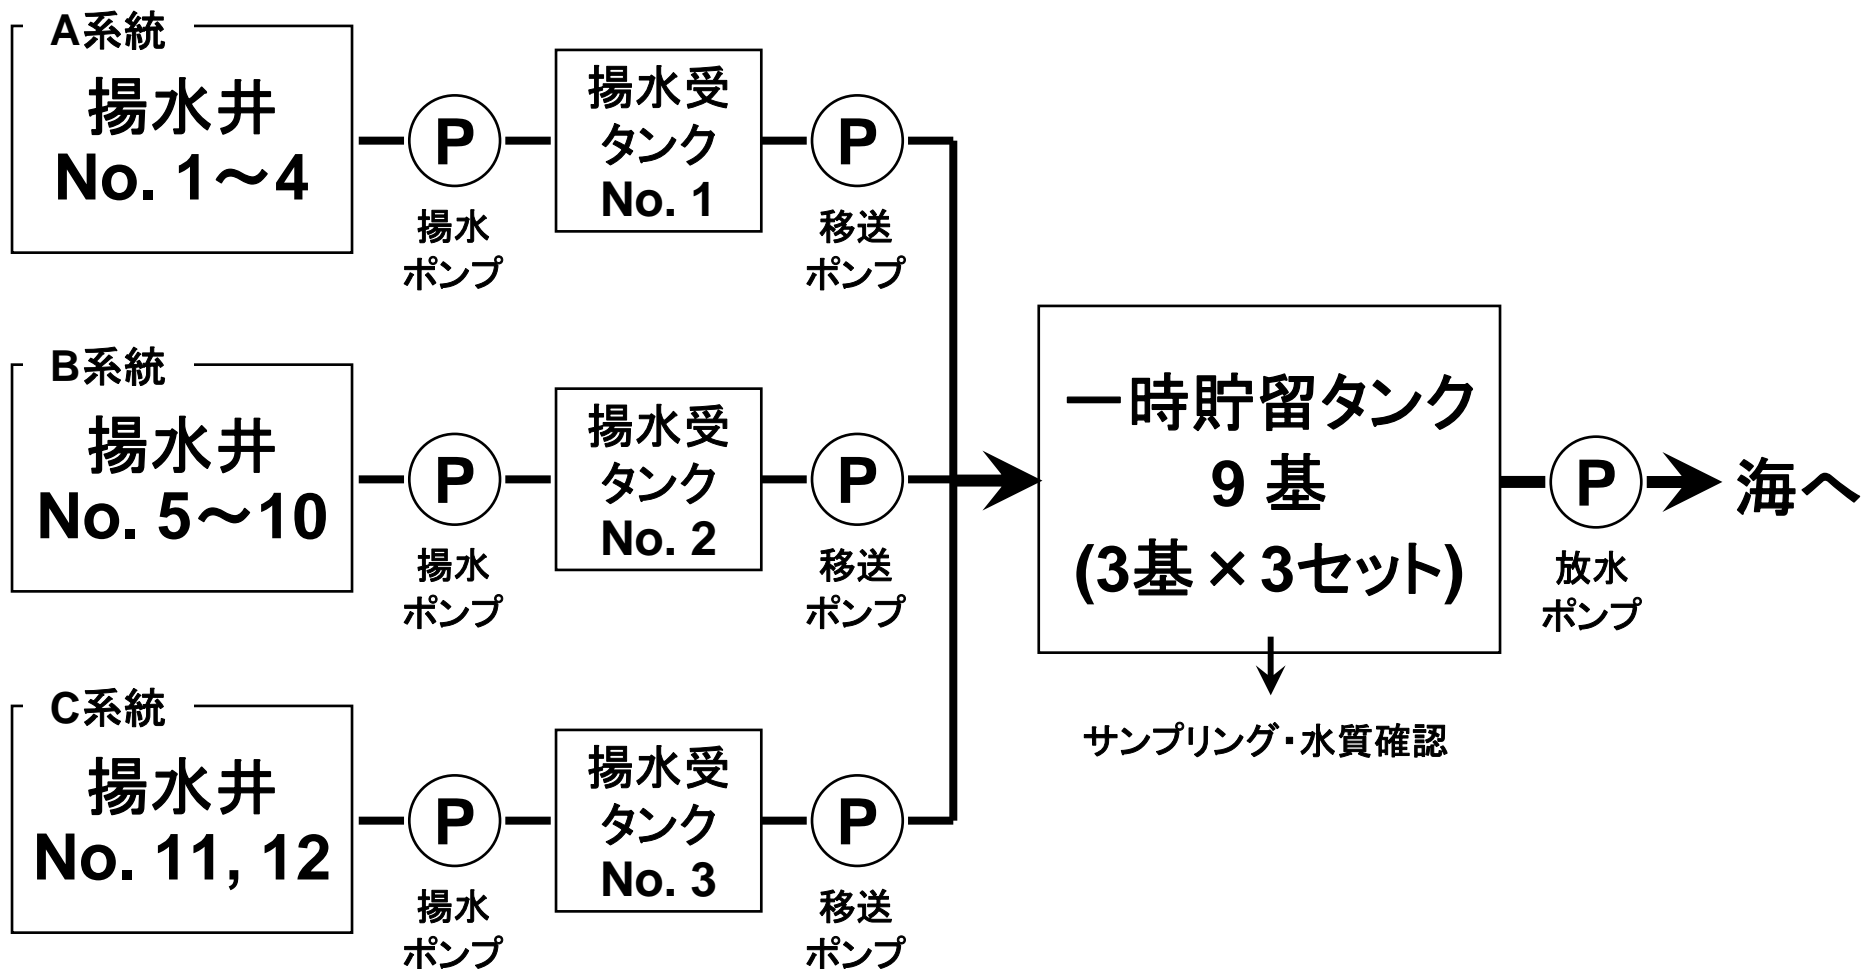 A系統
揚水井
No. 1～4
P
揚水
ポンプ
揚水受
タンク
No. 1
P
移送
ポンプ
B系統
揚水井
No. 5～10
P
揚水
ポンプ
揚水受
タンク
No. 2
P
移送
ポンプ
C系統
揚水井
No. 11, 12
P
揚水
ポンプ
揚水受
タンク
No. 3
P
移送
ポンプ
一時貯留タンク
9 基
(3基×3セット)
サンプリング・水質確認
P
放水
ポンプ
海へ